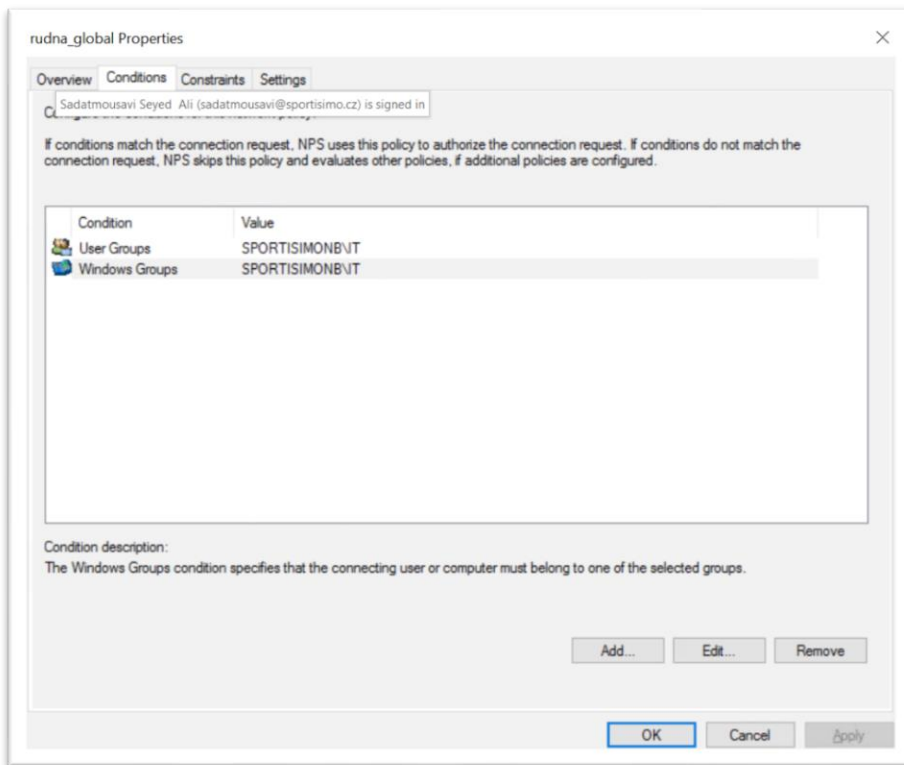 rudna_global Properties
Overview Conditions Constraints Settings
Sadatmousavi Seyed Ali (sadatmousavi@sportisimo.cz) is signed in
If conditions match the connection request, NPS uses this policy to authorize the connection request. If conditions do not match the
connection request, NPS skips this policy and evaluates other policies, if additional policies are configured.
Condition Value
User Groups SPORTISIMONB\IT
Windows Groups SPORTISIMONB\IT
Condition description:
The Windows Groups condition specifies that the connecting user or computer must belong to one of the selected groups.
Add... Edit... Remove
OK Cancel Apply